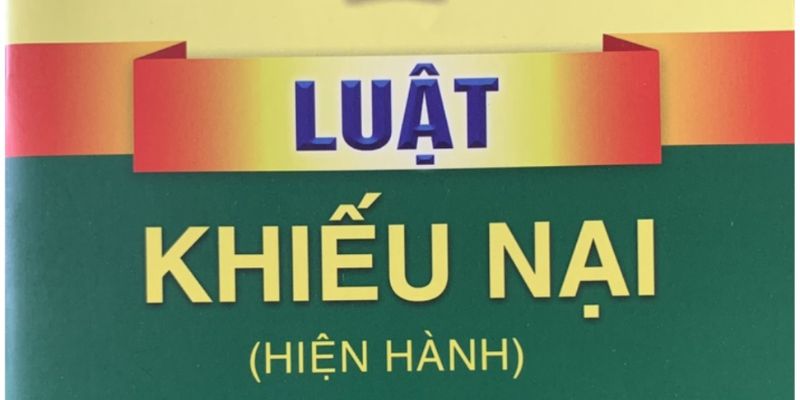 LUẬT
KHIẾU NẠI
(HIỆN HÀNH)